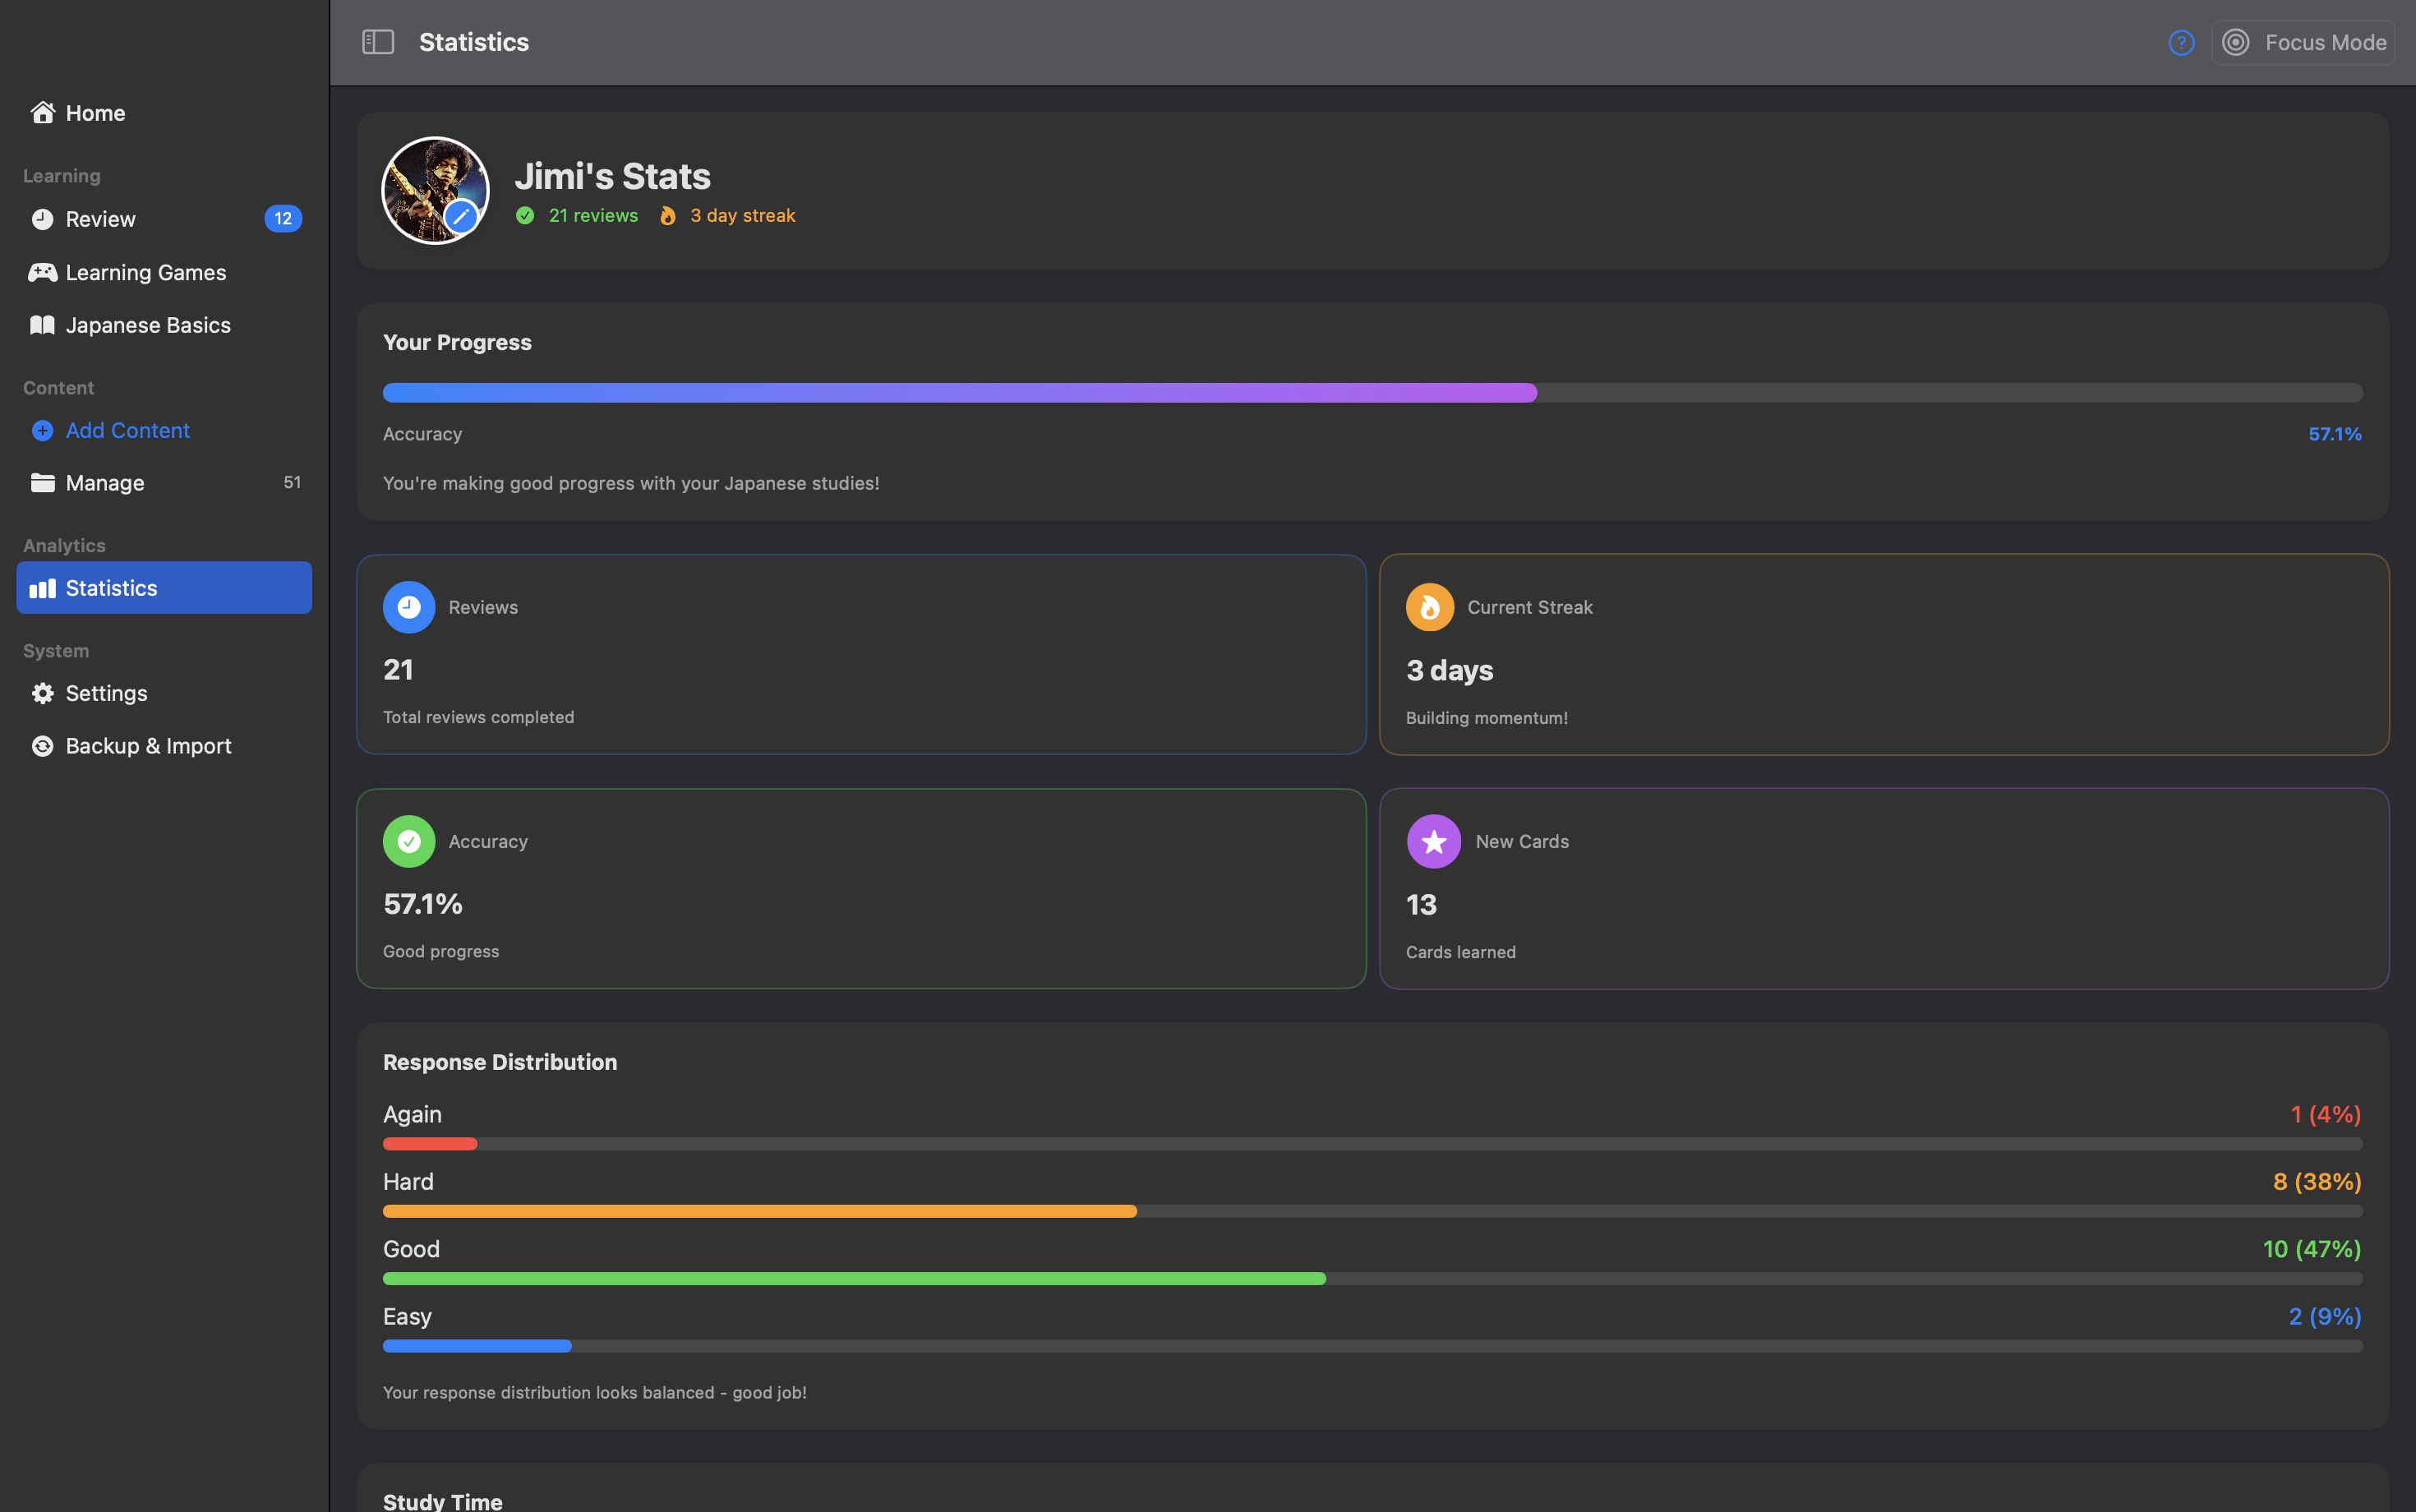 Statistics
Focus Mode
Home
Learning
Review 12
Learning Games
Japanese Basics
Content
Add Content
Manage 51
Analytics
Statistics
System
Settings
Backup & Import
Jimi's Stats
21 reviews 3 day streak
Your Progress
Accuracy 57.1%
You're making good progress with your Japanese studies!
Reviews
21
Total reviews completed
Current Streak
3 days
Building momentum!
Accuracy
57.1%
Good progress
New Cards
13
Cards learned
Response Distribution
Again 1 (4%)
Hard 8 (38%)
Good 10 (47%)
Easy 2 (9%)
Your response distribution looks balanced - good job!
Study Time